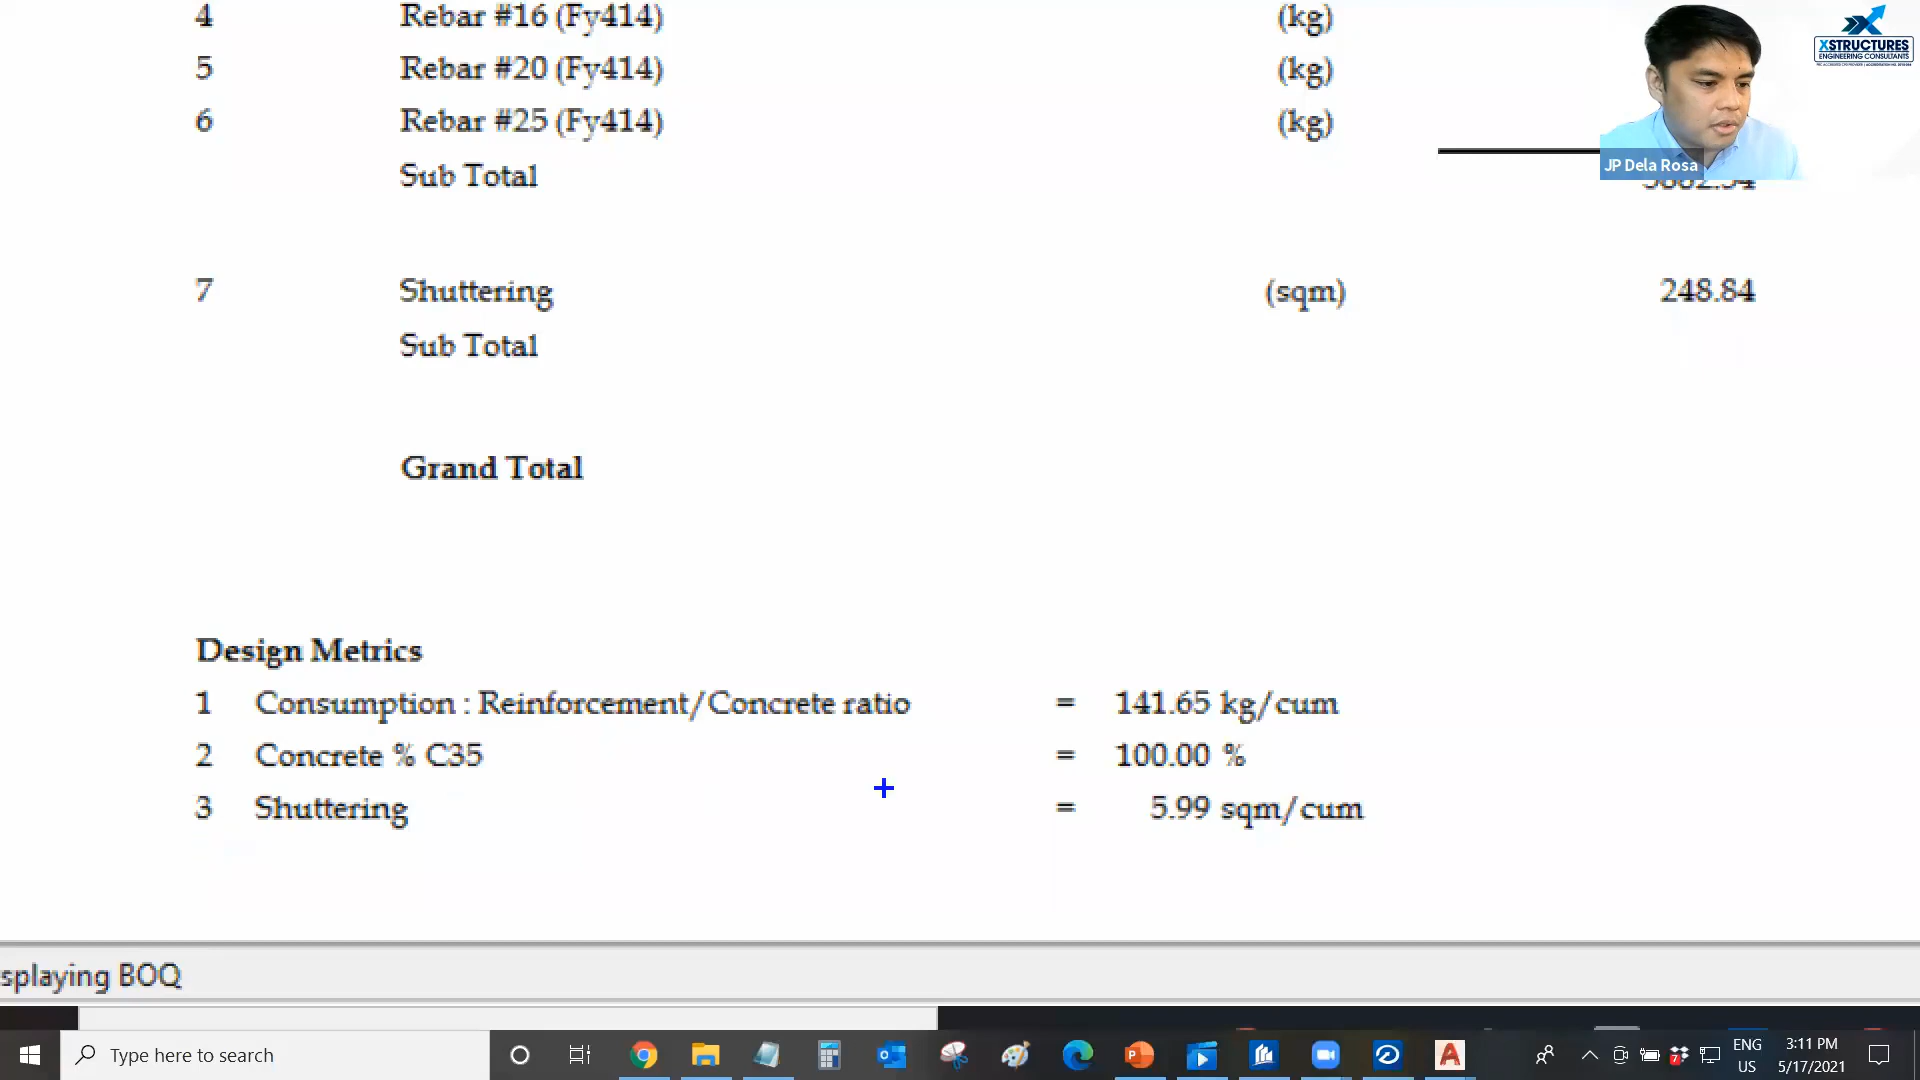 4 Rebar #16 (Fy414) (kg)
5 Rebar #20 (Fy414) (kg)
6 Rebar #25 (Fy414) (kg)
Sub Total
7 Shuttering (sqm) 248.84
Sub Total
Grand Total
Design Metrics
1 Consumption : Reinforcement/Concrete ratio = 141.65 kg/cum
2 Concrete % C35 = 100.00 %
3 Shuttering = 5.99 sqm/cum
splaying BOQ
XSTRUCTURES
ENGINEERING CONSULTANTS
JP Dela Rosa
Type here to search
ENG
US
3:11 PM
5/17/2021